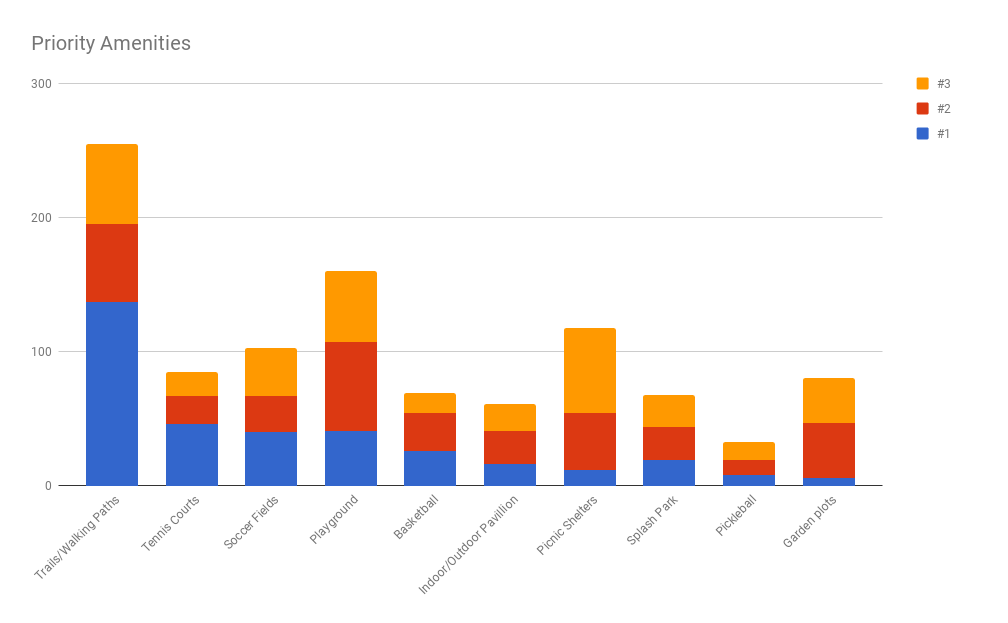 Priority Amenities
300
200
100
0
#3
#2
#1
Trails/Walking Paths
Tennis Courts
Soccer Fields
Playground
Basketball
Indoor/Outdoor Pavillion
Picnic Shelters
Splash Park
Pickleball
Garden plots